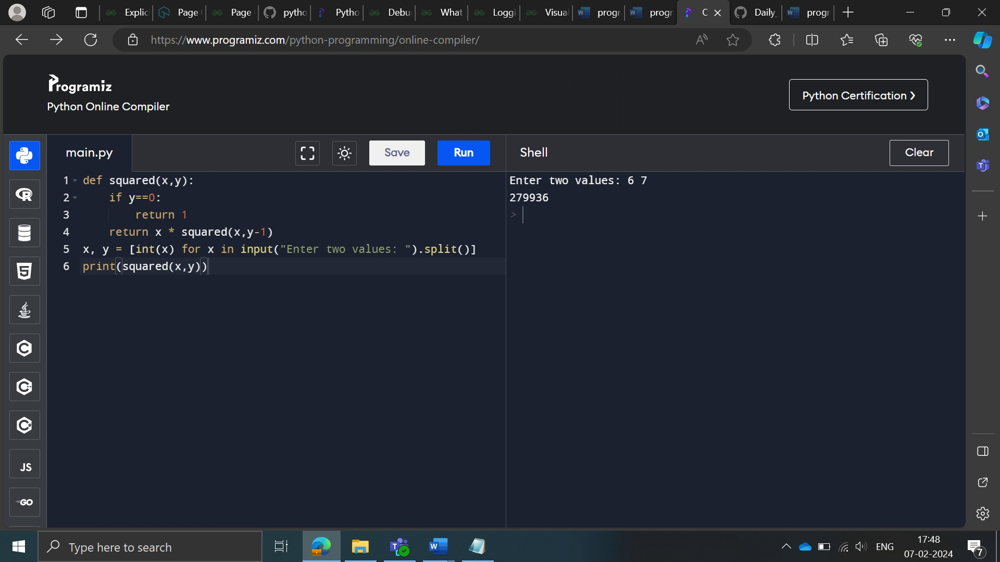 Explic
Page
Page
pytho
Pytho
Debu
What
Loggi
Visua
progr
progr
C
Daily_
progr
https://www.programiz.com/python-programming/online-compiler/
Programiz
Python Online Compiler
Python Certification ❯
main.py
Save
Run
Shell
Clear
1 def squared(x,y):
2     if y==0:
3         return 1
4     return x * squared(x,y-1)
5 x, y = [int(x) for x in input("Enter two values: ").split()]
6 print(squared(x,y))
Enter two values: 6 7
279936
>
JS
GO
Type here to search
ENG
17:48
07-02-2024
7